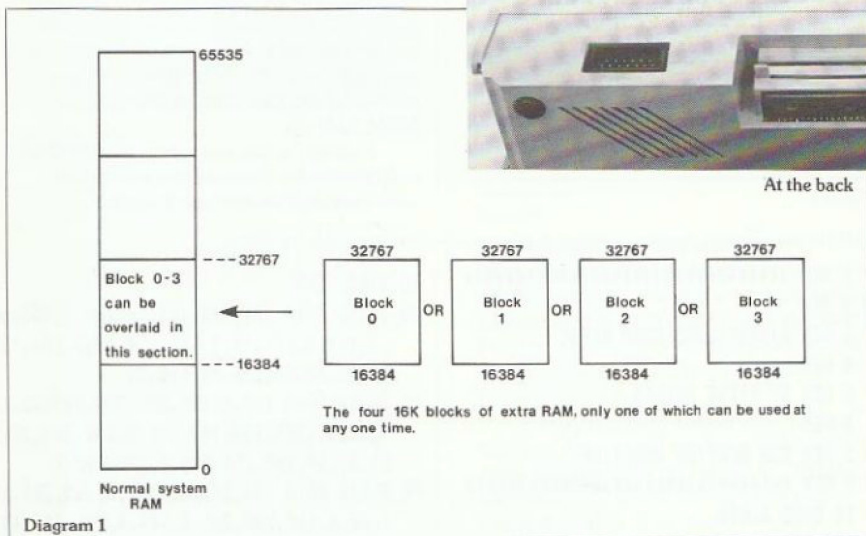 At the back
65535
32767
Block 0-3
can be
overlaid in
this section.
16384
0
Normal system
RAM
32767 32767 32767 32767
Block 0 OR Block 1 OR Block 2 OR Block 3
16384 16384 16384 16384
The four 16K blocks of extra RAM, only one of which can be used at
any one time.
Diagram 1